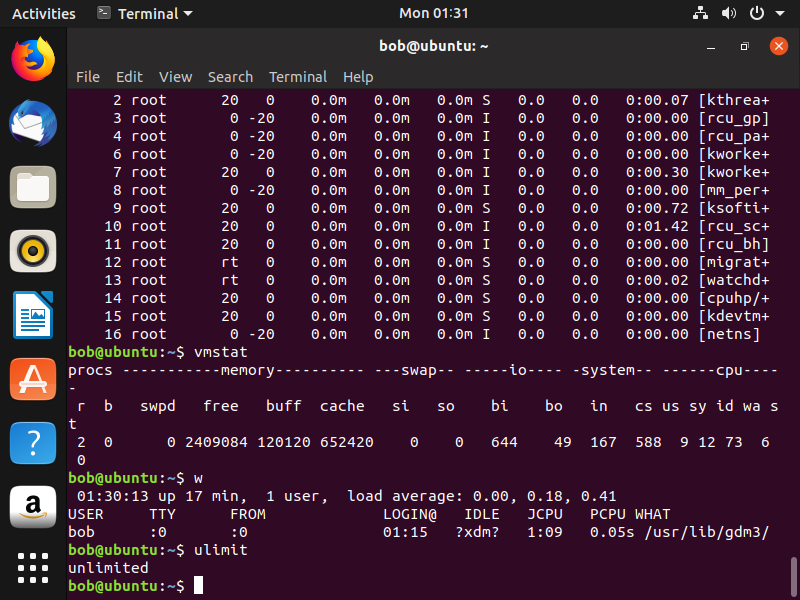 Activities Terminal Mon 01:31
bob@ubuntu: ~
File Edit View Search Terminal Help
2 root 20 0 0.0m 0.0m 0.0m S 0.0 0.0 0:00.07 [kthrea+
3 root 0 -20 0.0m 0.0m 0.0m I 0.0 0.0 0:00.00 [rcu_gp]
4 root 0 -20 0.0m 0.0m 0.0m I 0.0 0.0 0:00.00 [rcu_pa+
6 root 0 -20 0.0m 0.0m 0.0m I 0.0 0.0 0:00.00 [kworke+
7 root 20 0 0.0m 0.0m 0.0m I 0.0 0.0 0:00.30 [kworke+
8 root 0 -20 0.0m 0.0m 0.0m I 0.0 0.0 0:00.00 [mm_per+
9 root 20 0 0.0m 0.0m 0.0m S 0.0 0.0 0:00.72 [ksofti+
10 root 20 0 0.0m 0.0m 0.0m I 0.0 0.0 0:01.42 [rcu_sc+
11 root 20 0 0.0m 0.0m 0.0m I 0.0 0.0 0:00.00 [rcu_bh]
12 root rt 0 0.0m 0.0m 0.0m S 0.0 0.0 0:00.00 [migrat+
13 root rt 0 0.0m 0.0m 0.0m S 0.0 0.0 0:00.02 [watchd+
14 root 20 0 0.0m 0.0m 0.0m S 0.0 0.0 0:00.00 [cpuhp/+
15 root 20 0 0.0m 0.0m 0.0m S 0.0 0.0 0:00.00 [kdevtm+
16 root 0 -20 0.0m 0.0m 0.0m I 0.0 0.0 0:00.00 [netns]
bob@ubuntu:~$ vmstat
procs -----------memory---------- ---swap-- -----io---- -system-- ------cpu----
-
r b swpd free buff cache si so bi bo in cs us sy id wa s
t
2 0 0 2409084 120120 652420 0 0 644 49 167 588 9 12 73 6
0
bob@ubuntu:~$ w
01:30:13 up 17 min, 1 user, load average: 0.00, 0.18, 0.41
USER TTY FROM LOGIN@ IDLE JCPU PCPU WHAT
bob :0 :0 01:15 ?xdm? 1:09 0.05s /usr/lib/gdm3/
bob@ubuntu:~$ ulimit
unlimited
bob@ubuntu:~$